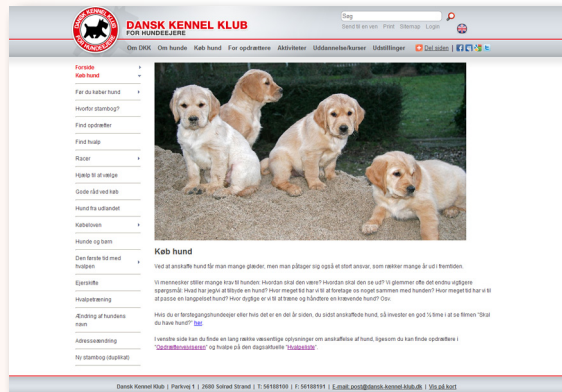 DANSK KENNEL KLUB
FOR HUNDEEJERE
Søg
Send til en ven Print Sitemap Login
DANSK KENNEL KLUB
FOR HUNDEEJERE
Om DKK Om hunde Køb hund For opdrættere Aktiviteter Uddannelse/kurser Udstillinger Del siden |
Forside
Køb hund
Før du køber hund
Hvorfor stambog?
Find opdrætter
Find hvalp
Racer
Hjælp til at vælge
Gode råd ved køb
Hund fra udlandet
Købeloven
Hunde og børn
Den første tid med
hvalpen
Ejerskifte
Hvalpetræning
Ændring af hundens
navn
Adresseændring
Ny stambog (duplikat)
Køb hund
Ved at anskaffe hund får man mange glæder, men man påtager sig også et stort ansvar, som rækker mange år ud i fremtiden.
Vi mennesker stiller mange krav til hunden: Hvordan skal den være? Hvordan skal den se ud? Vi glemmer ofte det endnu vigtigere
spørgsmål: Hvad har jeg/vi at tilbyde en hund? Hvor meget tid har vi til at foretage os noget sammen med hunden? Hvor meget tid har vi til
at passe en langpelset hund? Hvor dygtige er vi til at træne og håndtere en krævende hund? Osv.
Hvis du er førstegangshundeejer eller hvis det er en del år siden, du sidst anskaffede hund, så invester en god ½ time i at se filmen "Skal
du have hund?" her.
I venstre side kan du finde en lang række væsentlige oplysninger om anskaffelse af hund, ligesom du kan finde opdrættere i
"Opdrættervejviseren" og hvalpe på den dagsaktuelle "Hvalpeliste".
Dansk Kennel Klub | Parkvej 1 | 2680 Solrød Strand | T: 56188100 | F: 56188191 | E-mail: post@dansk-kennel-klub.dk | Vis på kort